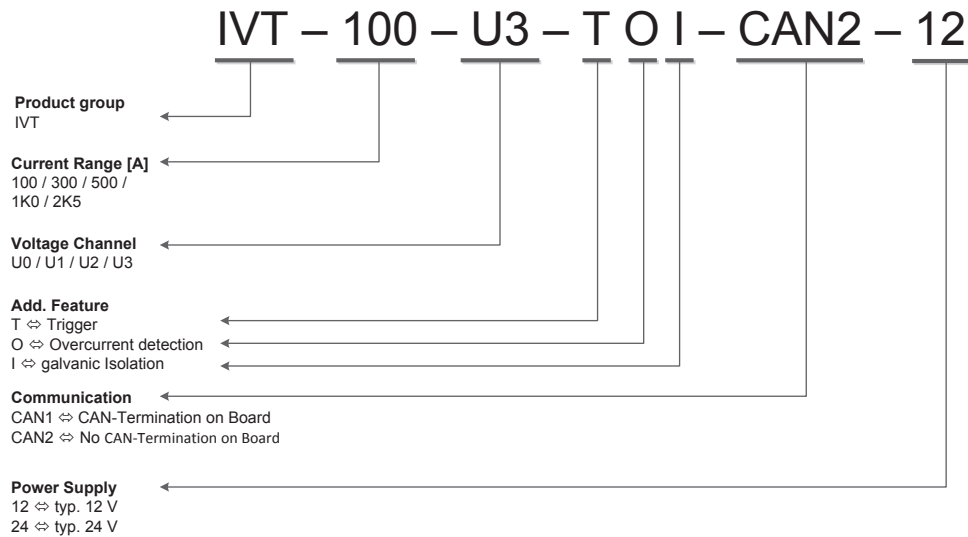 IVT – 100 – U3 – T O I – CAN2 – 12
Product group
IVT
Current Range [A]
100 / 300 / 500 /
1K0 / 2K5
Voltage Channel
U0 / U1 / U2 / U3
Add. Feature
T ⇔ Trigger
O ⇔ Overcurrent detection
I ⇔ galvanic Isolation
Communication
CAN1 ⇔ CAN-Termination on Board
CAN2 ⇔ No CAN-Termination on Board
Power Supply
12 ⇔ typ. 12 V
24 ⇔ typ. 24 V